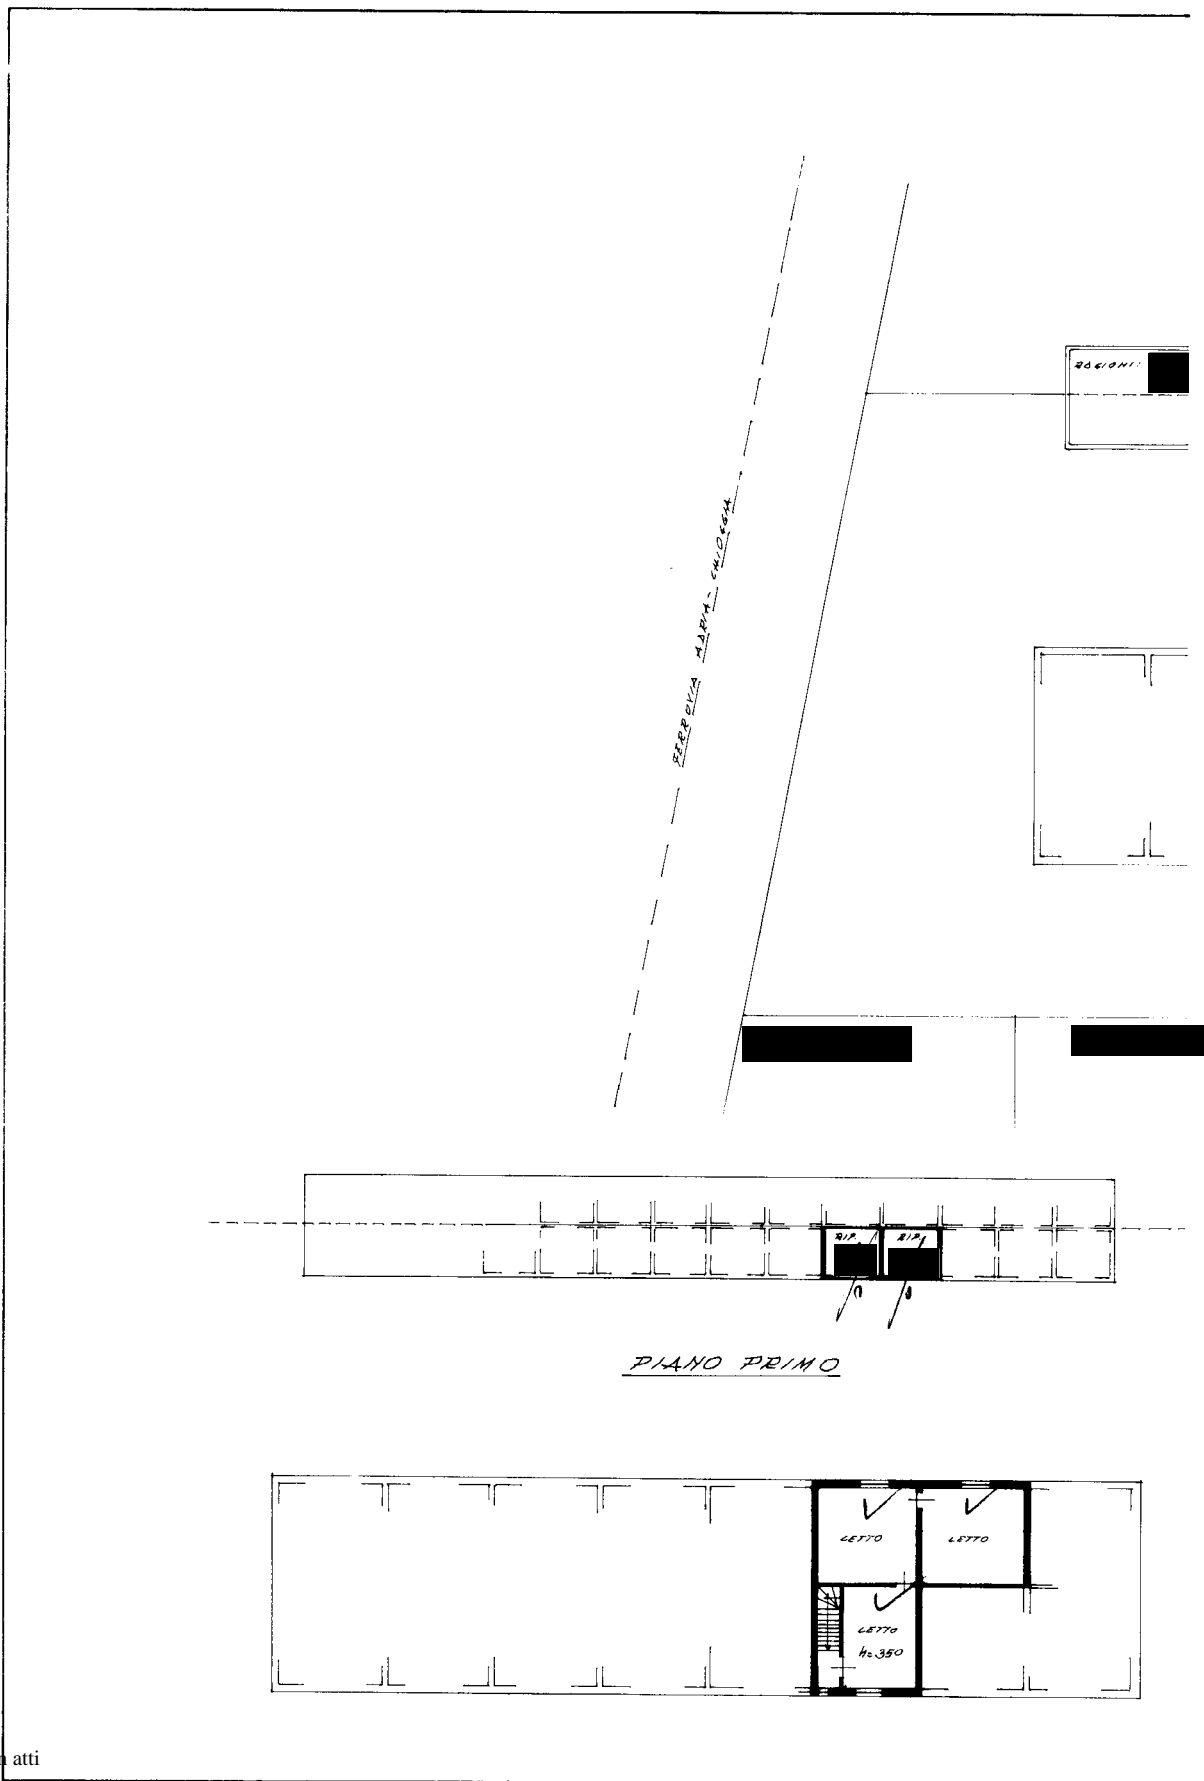 RAGIONI:
FERROVIA ADRIA - CHIOGGIA
RIP. RIP.
PIANO PRIMO
LETTO LETTO
LETTO
h=350
atti